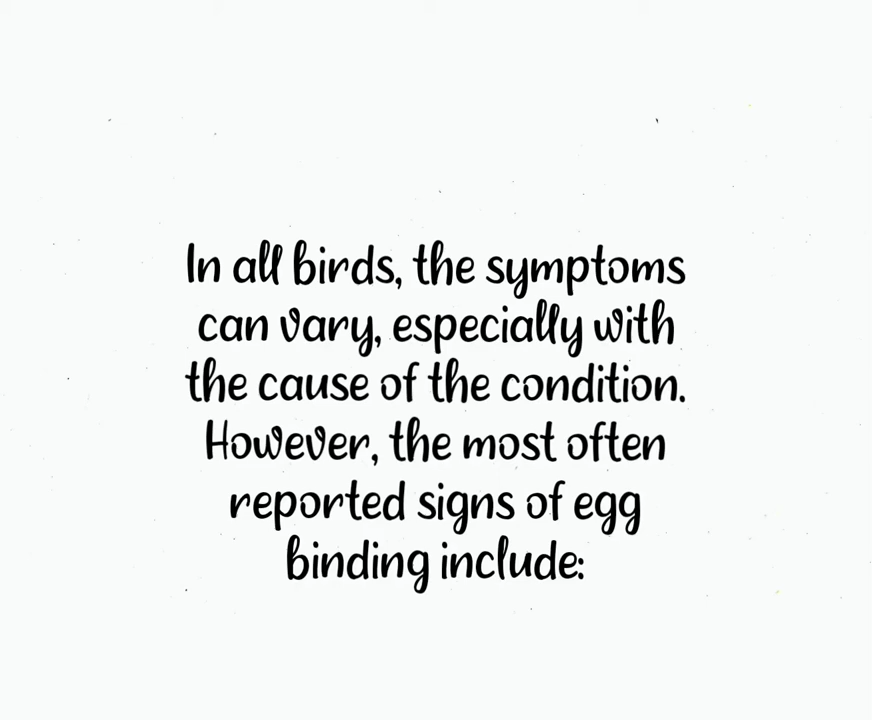 In all birds, the symptoms
can vary, especially with
the cause of the condition.
However, the most often
reported signs of egg
binding include: